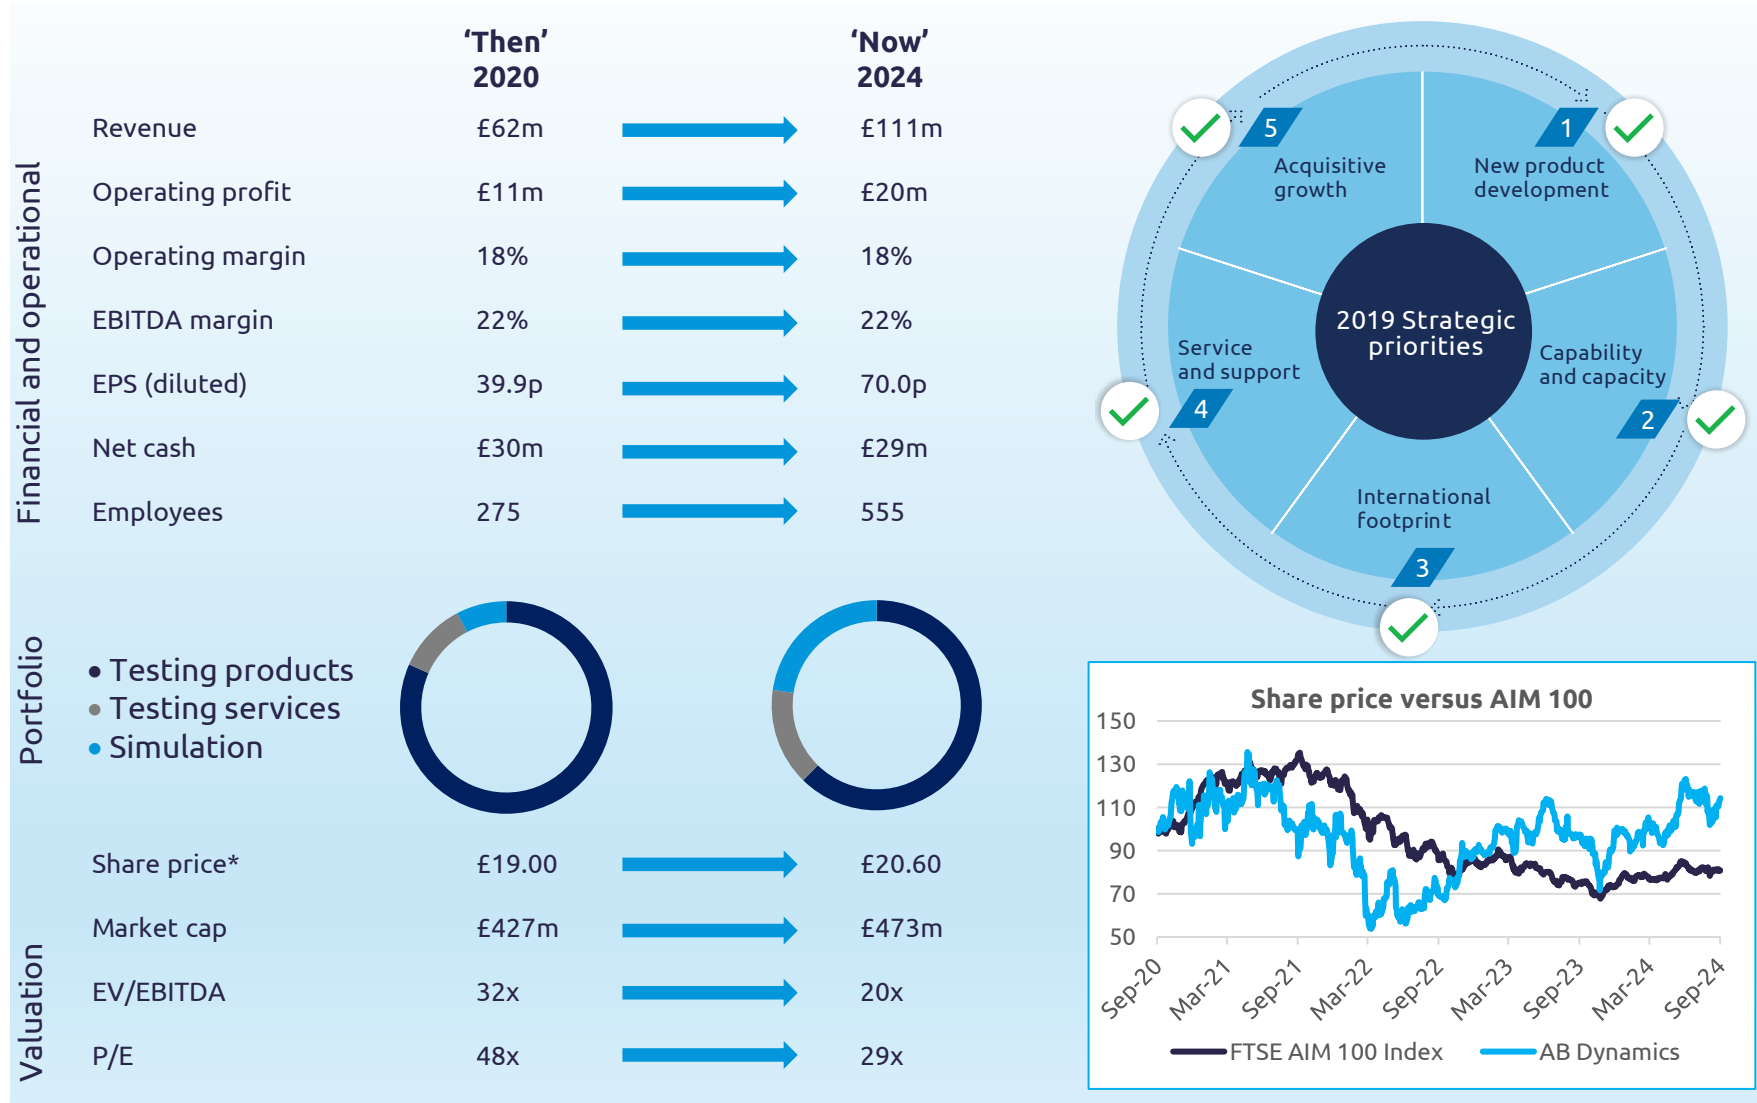 ‘Then’ ‘Now’
2020 2024
Financial and operational
Revenue £62m £111m
Operating profit £11m £20m
Operating margin 18% 18%
EBITDA margin 22% 22%
EPS (diluted) 39.9p 70.0p
Net cash £30m £29m
Employees 275 555
Portfolio
• Testing products
• Testing services
• Simulation
Valuation
Share price* £19.00 £20.60
Market cap £427m £473m
EV/EBITDA 32x 20x
P/E 48x 29x
2019 Strategic
priorities
1
New product
development
2
Capability
and capacity
3
International
footprint
4
Service
and support
5
Acquisitive
growth
Share price versus AIM 100
150
130
110
90
70
50
Sep-20 Mar-21 Sep-21 Mar-22 Sep-22 Mar-23 Sep-23 Mar-24 Sep-24
FTSE AIM 100 Index AB Dynamics